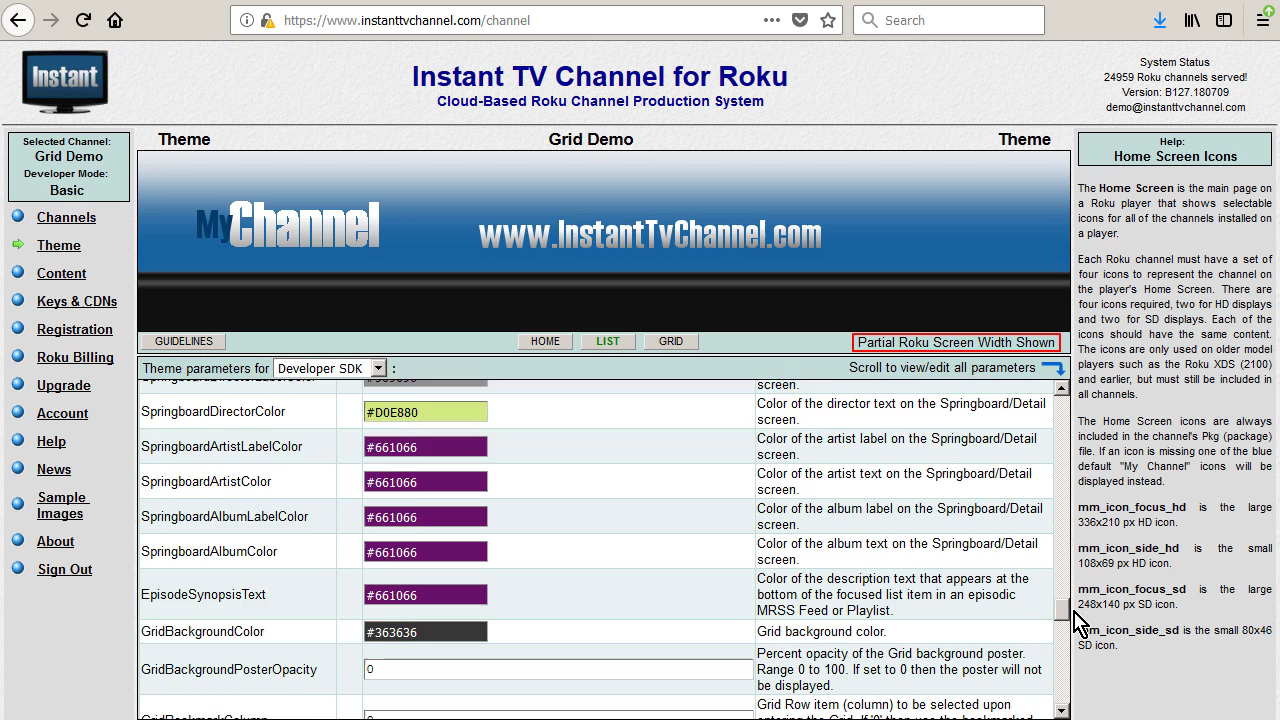 https://www.instanttvchannel.com/channel
Search
Instant
Instant TV Channel for Roku
Cloud-Based Roku Channel Production System
System Status
24959 Roku channels served!
Version: B127.180709
demo@instanttvchannel.com
Selected Channel:
Grid Demo
Developer Mode:
Basic
Channels
Theme
Content
Keys & CDNs
Registration
Roku Billing
Upgrade
Account
Help
News
Sample
Images
About
Sign Out
Theme Grid Demo Theme
MyChannel www.InstantTvChannel.com
GUIDELINES HOME LIST GRID Partial Roku Screen Width Shown
Theme parameters for Developer SDK : Scroll to view/edit all parameters
screen.
SpringboardDirectorColor #D0E880 Color of the director text on the Springboard/Detail
screen.
SpringboardArtistLabelColor #661066 Color of the artist label on the Springboard/Detail
screen.
SpringboardArtistColor #661066 Color of the artist text on the Springboard/Detail
screen.
SpringboardAlbumLabelColor #661066 Color of the album label on the Springboard/Detail
screen.
SpringboardAlbumColor #661066 Color of the album text on the Springboard/Detail
screen.
EpisodeSynopsisText #661066 Color of the description text that appears at the
bottom of the focused list item in an episodic
MRSS Feed or Playlist.
GridBackgroundColor #363636 Grid background color.
GridBackgroundPosterOpacity 0 Percent opacity of the Grid background poster.
Range 0 to 100. If set to 0 then the poster will not
be displayed.
Grid Row item (column) to be selected upon
Help:
Home Screen Icons
The Home Screen is the main page on
a Roku player that shows selectable
icons for all of the channels installed on
a player.
Each Roku channel must have a set of
four icons to represent the channel on
the player's Home Screen. There are
four icons required, two for HD displays
and two for SD displays. Each of the
icons should have the same content.
The icons are only used on older model
players such as the Roku XDS (2100)
and earlier, but must still be included in
all channels.
The Home Screen icons are always
included in the channel's Pkg (package)
file. If an icon is missing one of the blue
default "My Channel" icons will be
displayed instead.
mm_icon_focus_hd is the large
336x210 px HD icon.
mm_icon_side_hd is the small
108x69 px HD icon.
mm_icon_focus_sd is the large
248x140 px SD icon.
mm_icon_side_sd is the small 80x46
SD icon.